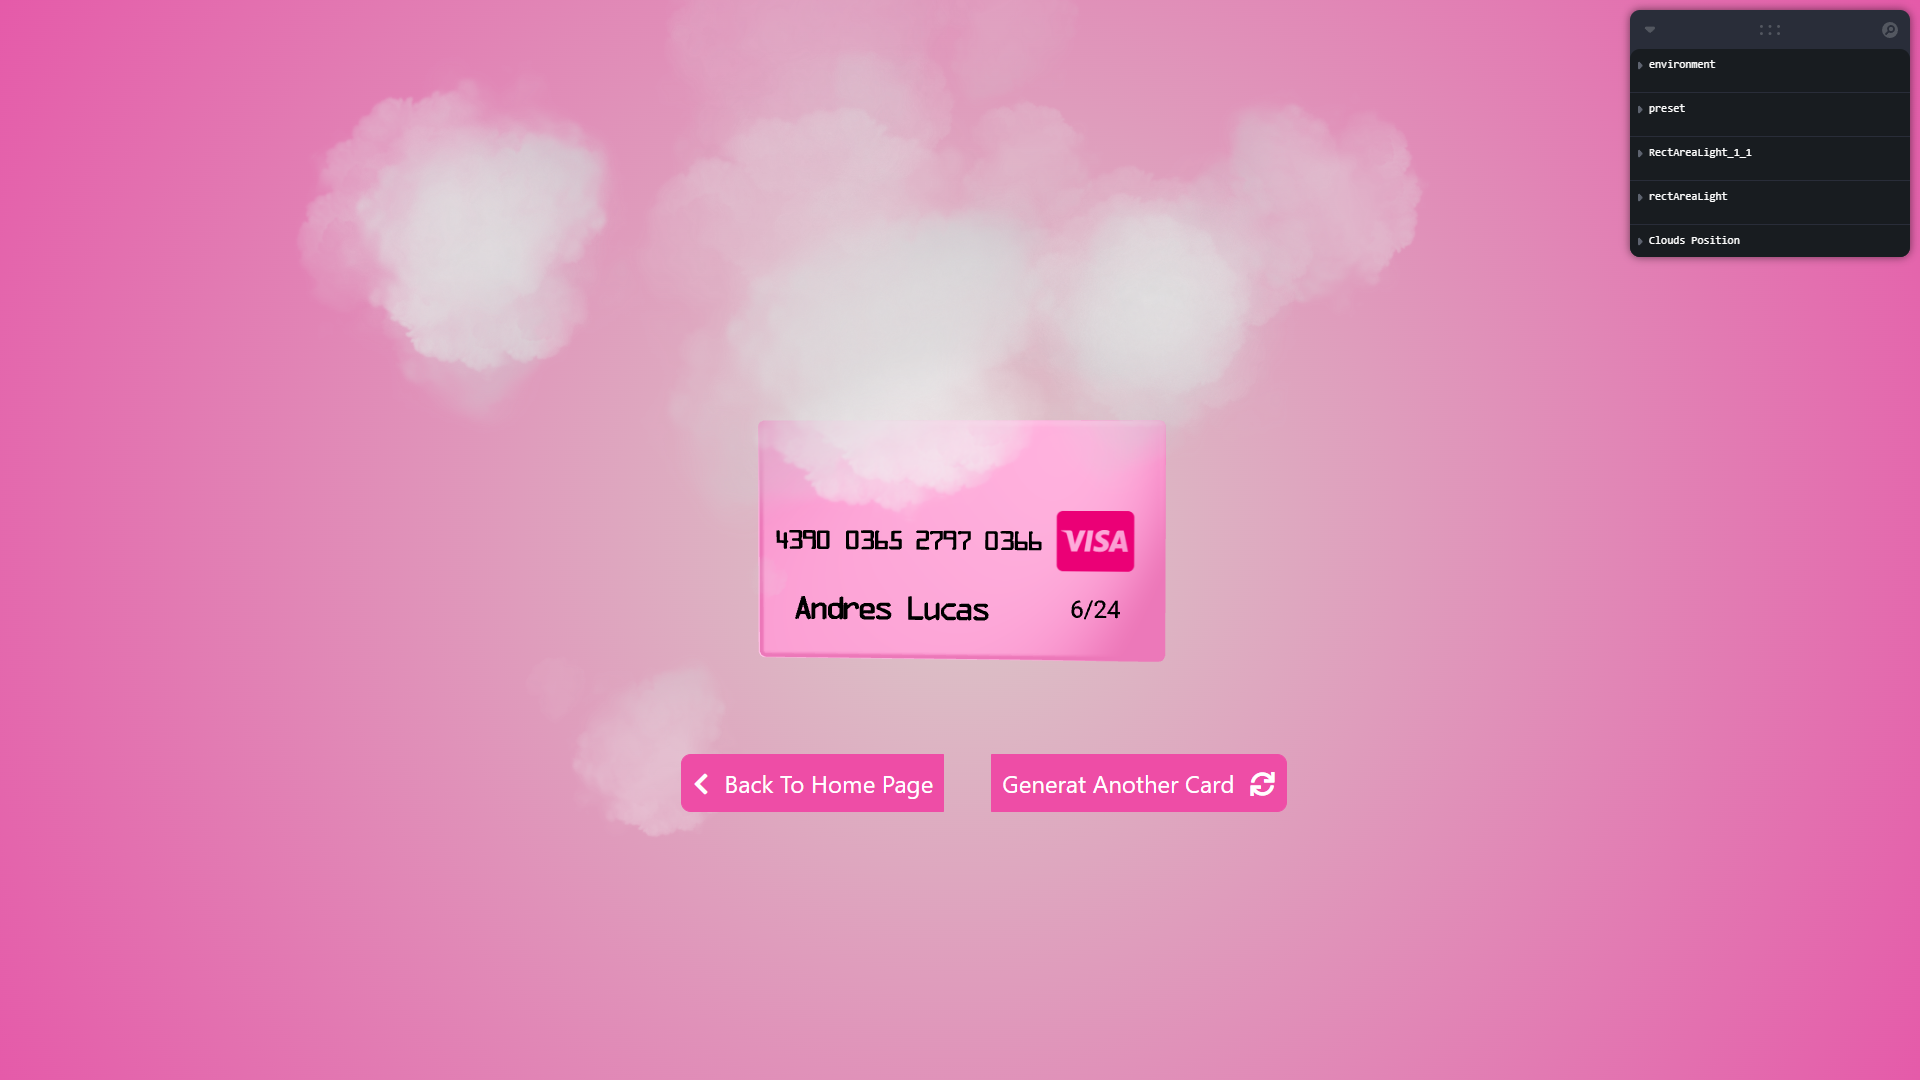 environment
preset
RectAreaLight_1_1
rectAreaLight
Clouds Position
4390 0365 2797 0366
VISA
Andres Lucas 6/24
Back To Home Page
Generat Another Card